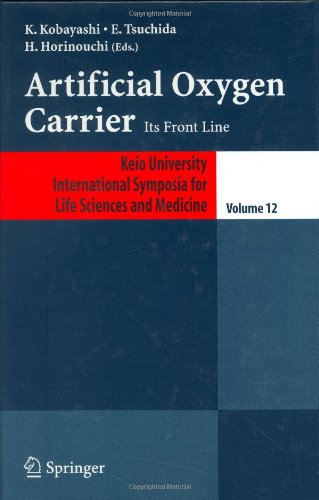 K. Kobayashi • E. Tsuchida
H. Horinouchi (Eds.)
Artificial Oxygen
Carrier Its Front Line
Keio University
International Symposia for
Life Sciences and Medicine
Volume 12
Springer